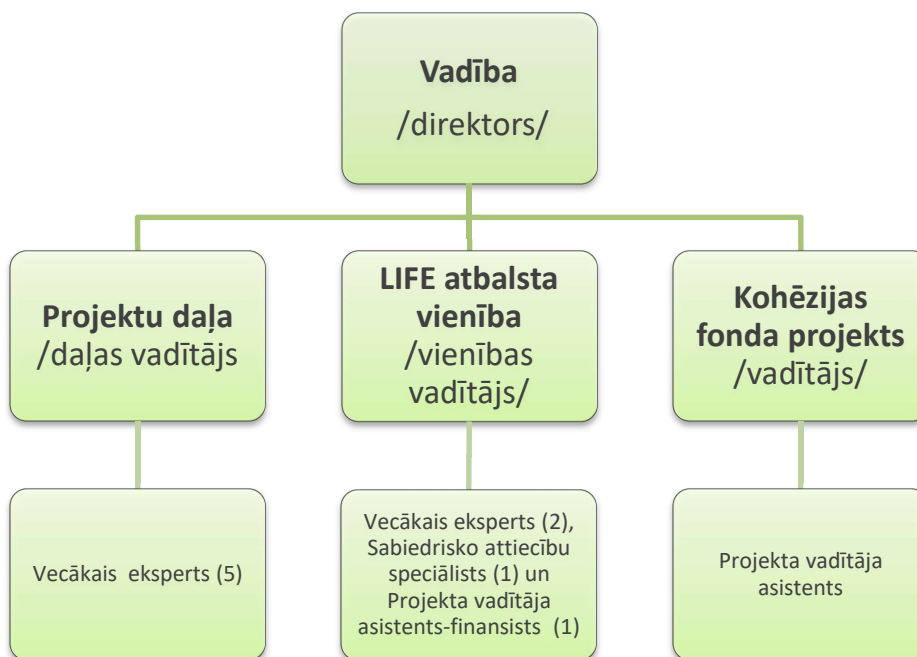 Vadība
/direktors/
Projektu daļa
/daļas vadītājs
LIFE atbalsta
vienība
/vienības
vadītājs/
Kohēzijas
fonda projekts
/vadītājs/
Vecākais eksperts (5)
Vecākais eksperts (2),
Sabiedrisko attiecību
speciālists (1) un
Projekta vadītāja
asistents-finansists (1)
Projekta vadītāja
asistents